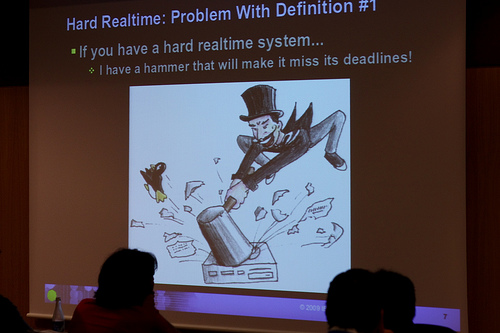 Hard Realtime: Problem With Definition #1
If you have a hard realtime system...
I have a hammer that will make it miss its deadlines!
© 2009
7